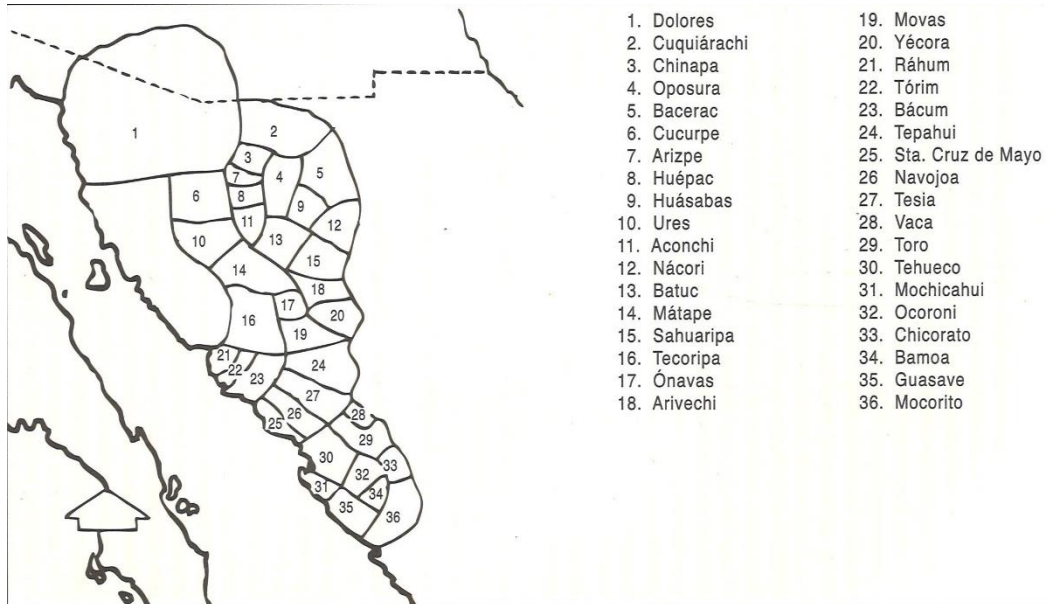 1. Dolores
2. Cuquiárachi
3. Chinapa
4. Oposura
5. Bacerac
6. Cucurpe
7. Arizpe
8. Huépac
9. Huásabas
10. Ures
11. Aconchi
12. Nácori
13. Batuc
14. Mátape
15. Sahuaripa
16. Tecoripa
17. Ónavas
18. Arivechi
19. Movas
20. Yécora
21. Ráhum
22. Tórim
23. Bácum
24. Tepahui
25. Sta. Cruz de Mayo
26 Navojoa
27. Tesia
28. Vaca
29. Toro
30. Tehueco
31. Mochicahui
32. Ocoroni
33. Chicorato
34. Bamoa
35. Guasave
36. Mocorito
1
2
3
4
5
7
6
8
9
11
12
10
13
14
15
18
17
16
20
19
21
22
23
24
27
26
25
28
29
30
32
33
31
34
35
36